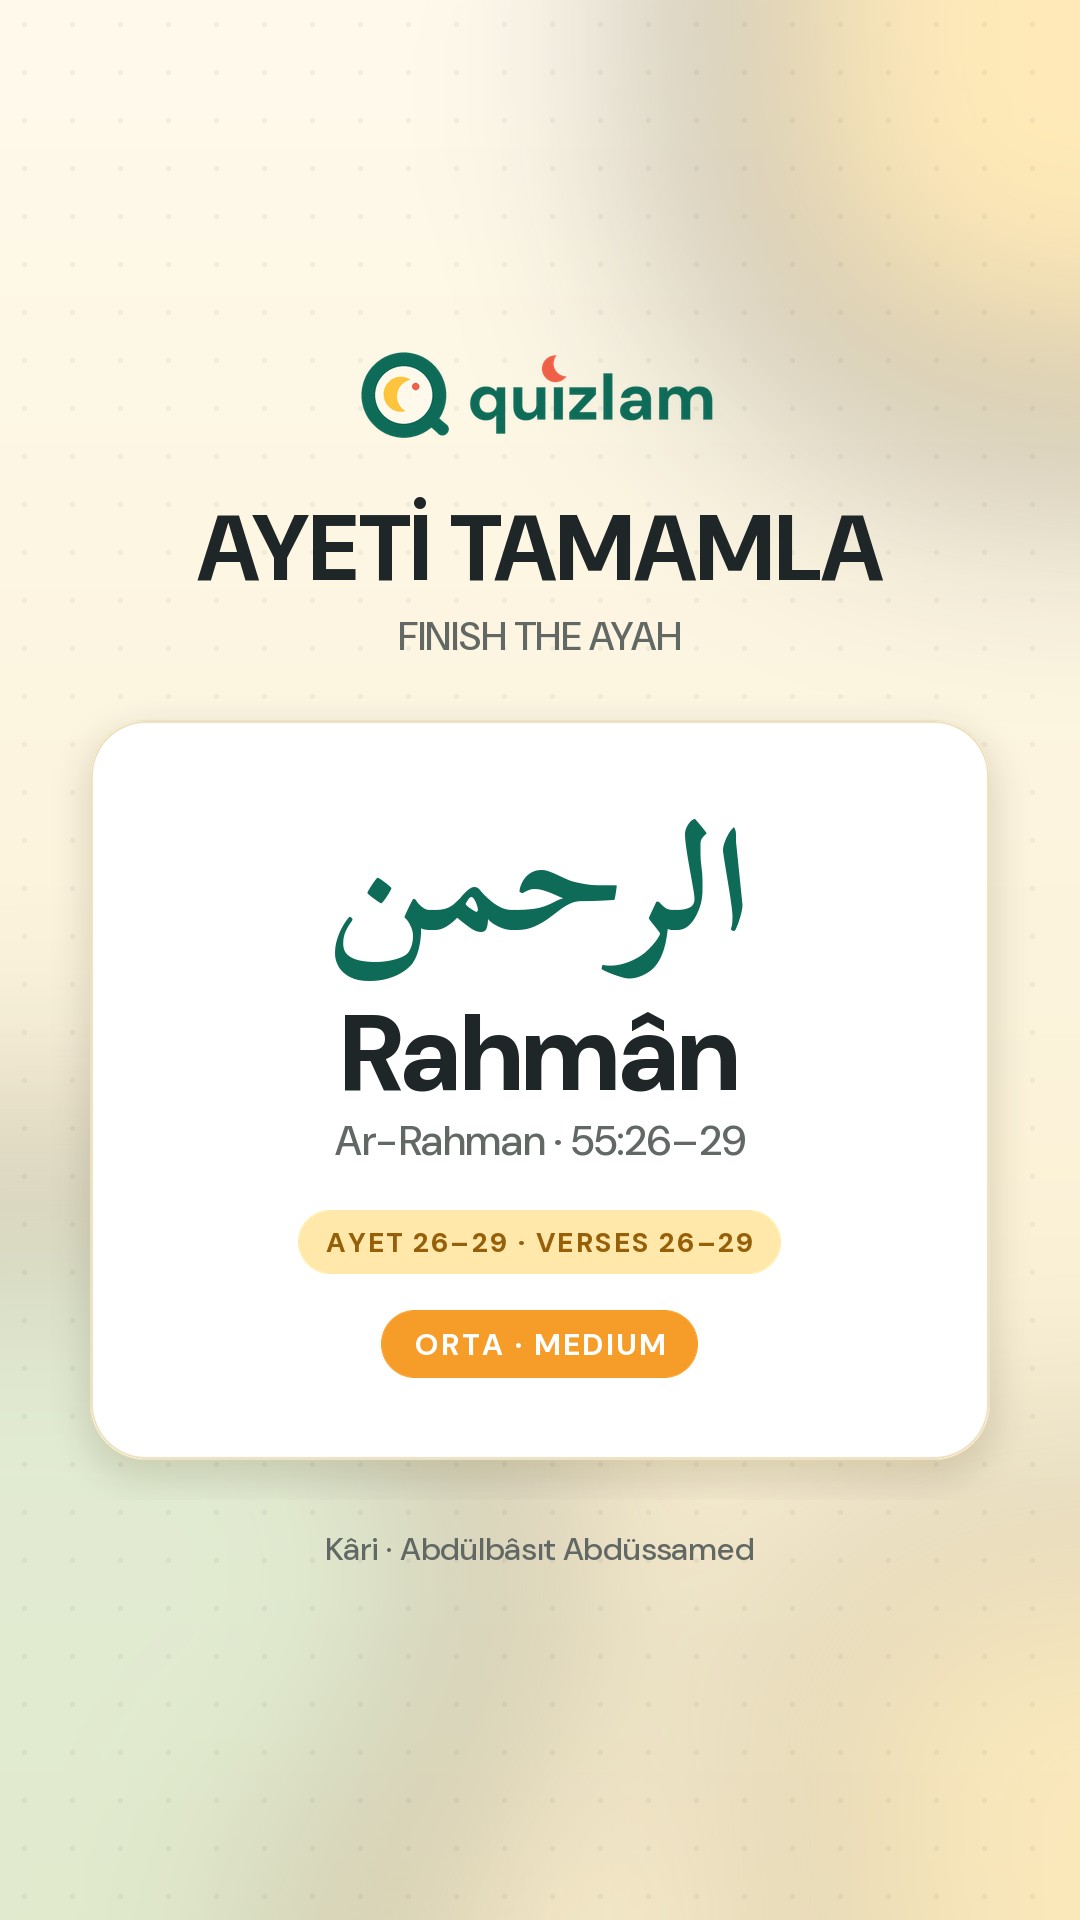 quizlam
AYETİ TAMAMLA
FINISH THE AYAH
الرحمن
Rahmân
Ar-Rahman · 55:26–29
AYET 26–29 · VERSES 26–29
ORTA · MEDIUM
Kâri · Abdülbâsıt Abdüssamed